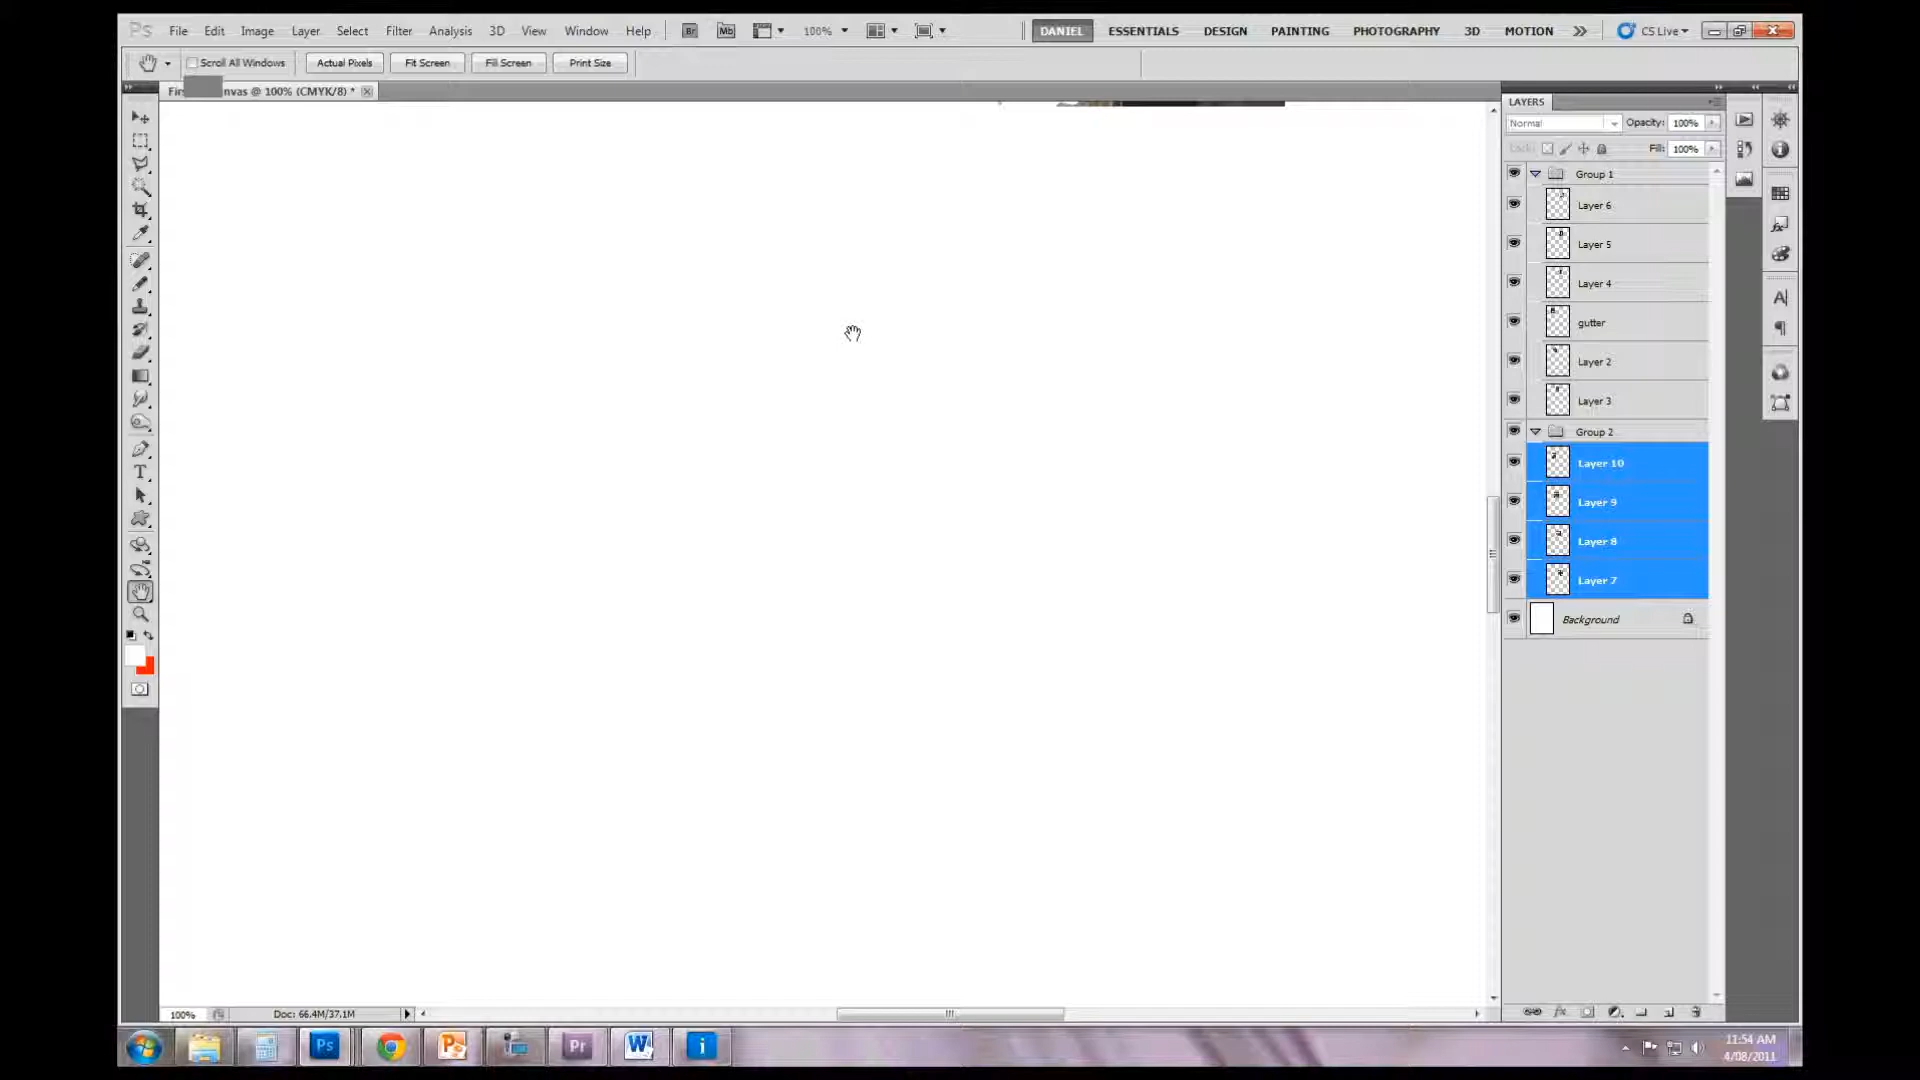 Ps File Edit Image Layer Select Filter Analysis 3D View Window Help Br Mb 100% DANIEL ESSENTIALS DESIGN PAINTING PHOTOGRAPHY 3D MOTION CS Live
Scroll All Windows Actual Pixels Fit Screen Fill Screen Print Size
nvas @ 100% (CMYK/8) *
LAYERS
Normal Opacity: 100%
Lock: Fill: 100%
Group 1
Layer 6
Layer 5
Layer 4
gutter
Layer 2
Layer 3
Group 2
Layer 10
Layer 9
Layer 8
Layer 7
Background
100% Doc: 66.4M/37.1M
Ps Pr W
11:54 AM
4/08/2011